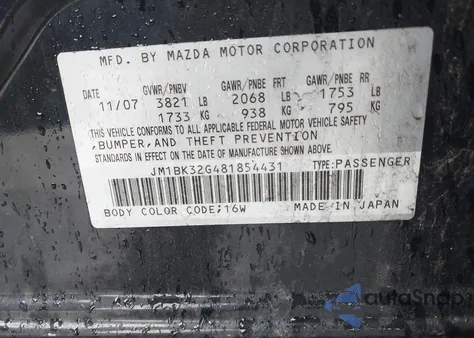 MFD. BY MAZDA MOTOR CORPORATION
GVWR/PNBV GAWR/PNBE FRT GAWR/PNBE RR
11/07 3821 LB 2068 LB 1753 LB
1733 KG 938 KG 795 KG
THIS VEHICLE CONFORMS TO ALL APPLICABLE FEDERAL MOTOR VEHICLE SAFETY
,BUMPER,AND THEFT PREVENTION
STANDARDS IN EFFECT ON THE DATE OF MANUFACTURE SHOWN ABOVE.
JM1BK32G481854431 TYPE:PASSENGER
BODY COLOR CODE:16W MADE IN JAPAN
autoSnap